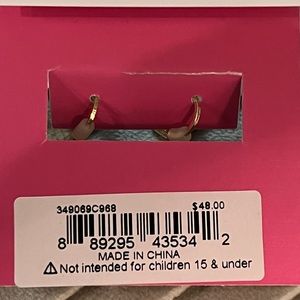 349069C968 $48.00
8 89295 43534 2
MADE IN CHINA
⚠ Not intended for children 15 & under